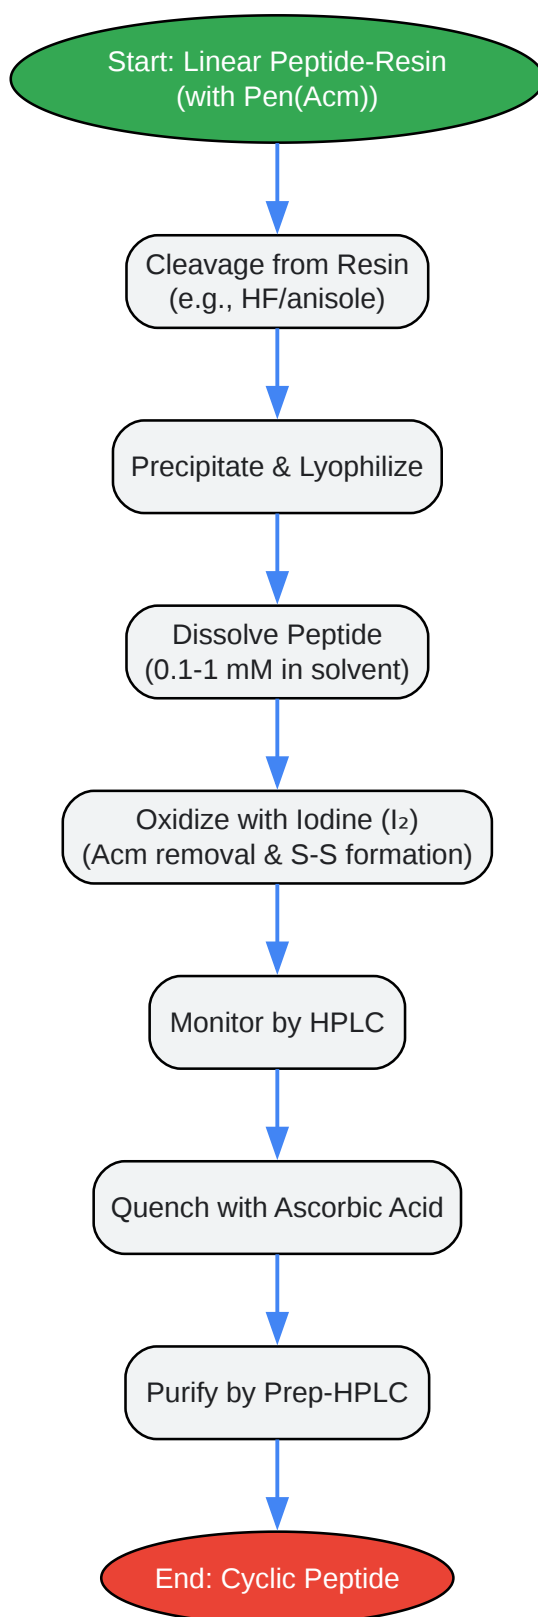 Start: Linear Peptide-Resin
(with Pen(Acm))
Cleavage from Resin
(e.g., HF/anisole)
Precipitate & Lyophilize
Dissolve Peptide
(0.1-1 mM in solvent)
Oxidize with Iodine (I₂)
(Acm removal & S-S formation)
Monitor by HPLC
Quench with Ascorbic Acid
Purify by Prep-HPLC
End: Cyclic Peptide